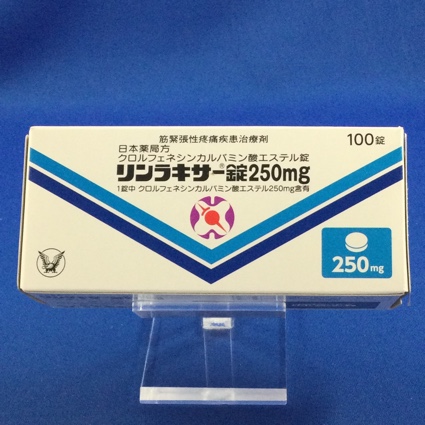 筋緊張性疼痛疾患治療剤
100錠
日本薬局方
クロルフェネシンカルバミン酸エステル錠
リンラキサー®錠250mg
1錠中 クロルフェネシンカルバミン酸エステル250mg含有
250mg